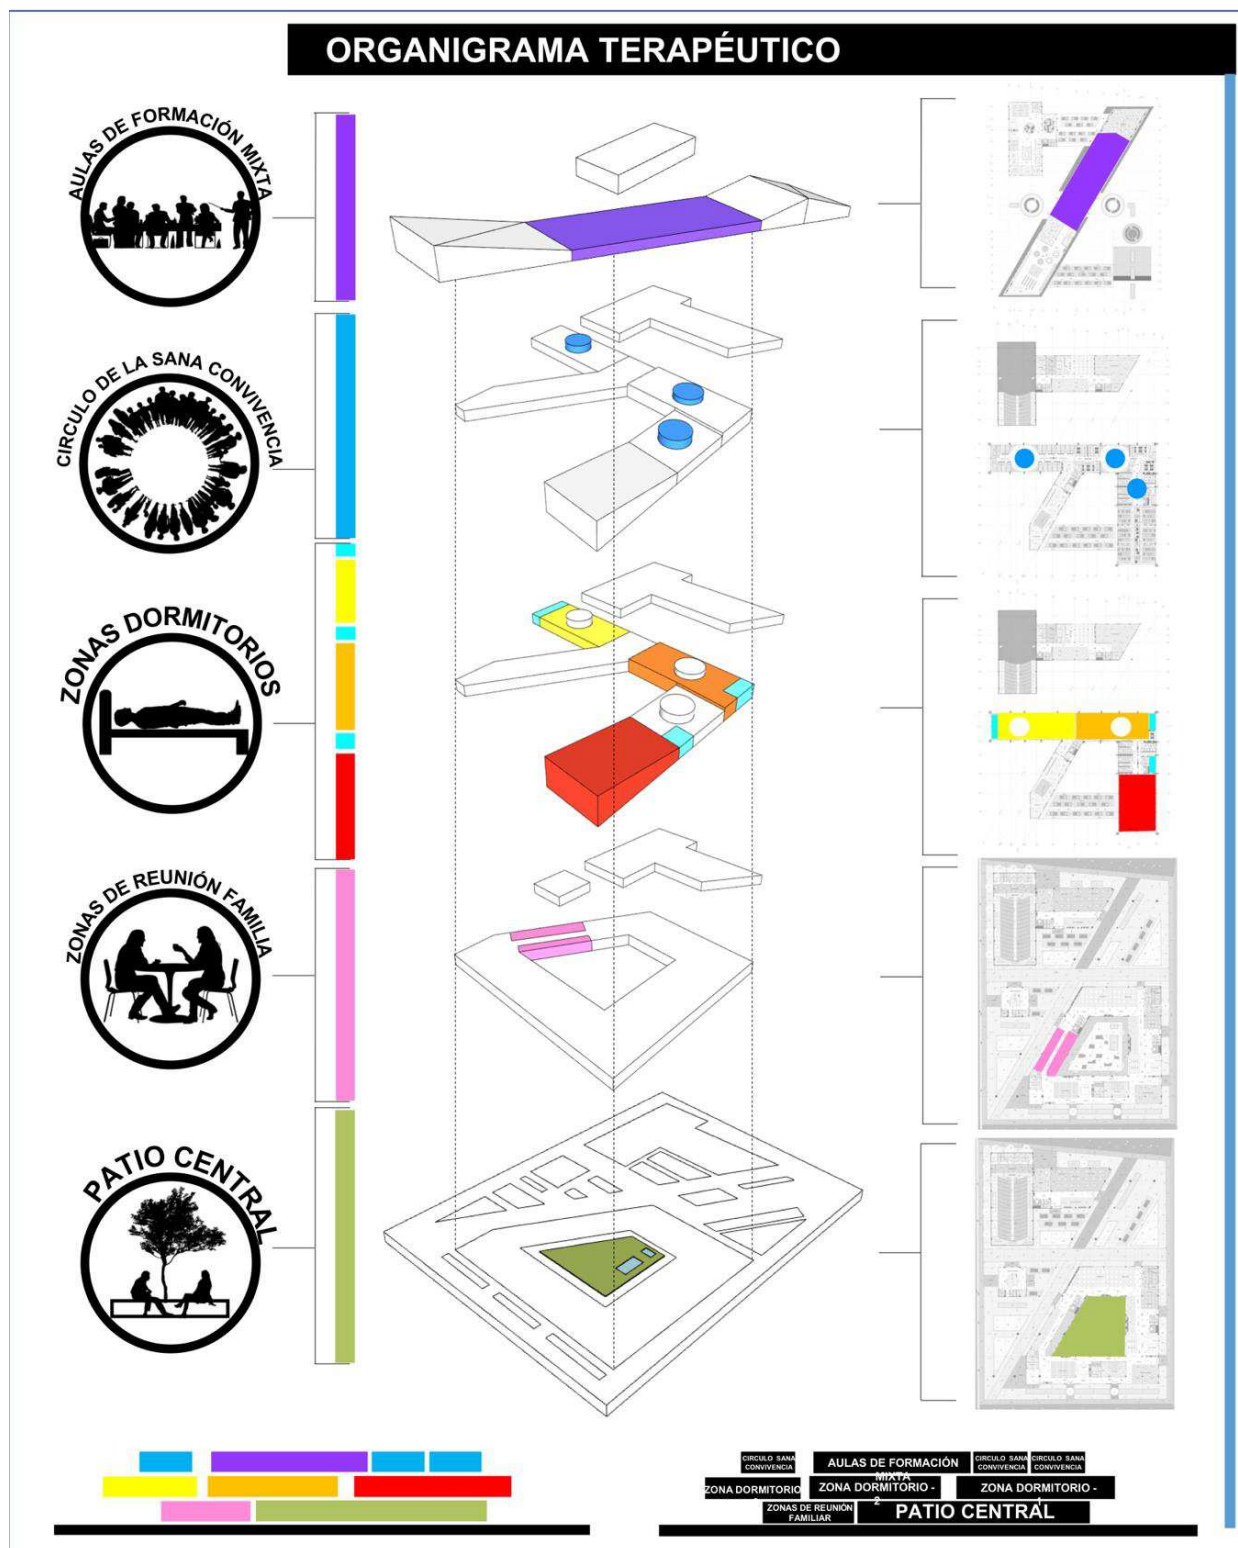 ORGANIGRAMA TERAPÉUTICO
AULAS DE FORMACIÓN MIXTA
CIRCULO DE LA SANA CONVIVENCIA
ZONAS DORMITORIOS
ZONAS DE REUNIÓN FAMILIA
PATIO CENTRAL
CIRCULO SANA
CONVIVENCIA
AULAS DE FORMACIÓN
MIXTA
CIRCULO SANA
CONVIVENCIA
CIRCULO SANA
CONVIVENCIA
ZONA DORMITORIO
ZONA DORMITORIO -
2
ZONA DORMITORIO -
1
ZONAS DE REUNIÓN
FAMILIAR
PATIO CENTRAL